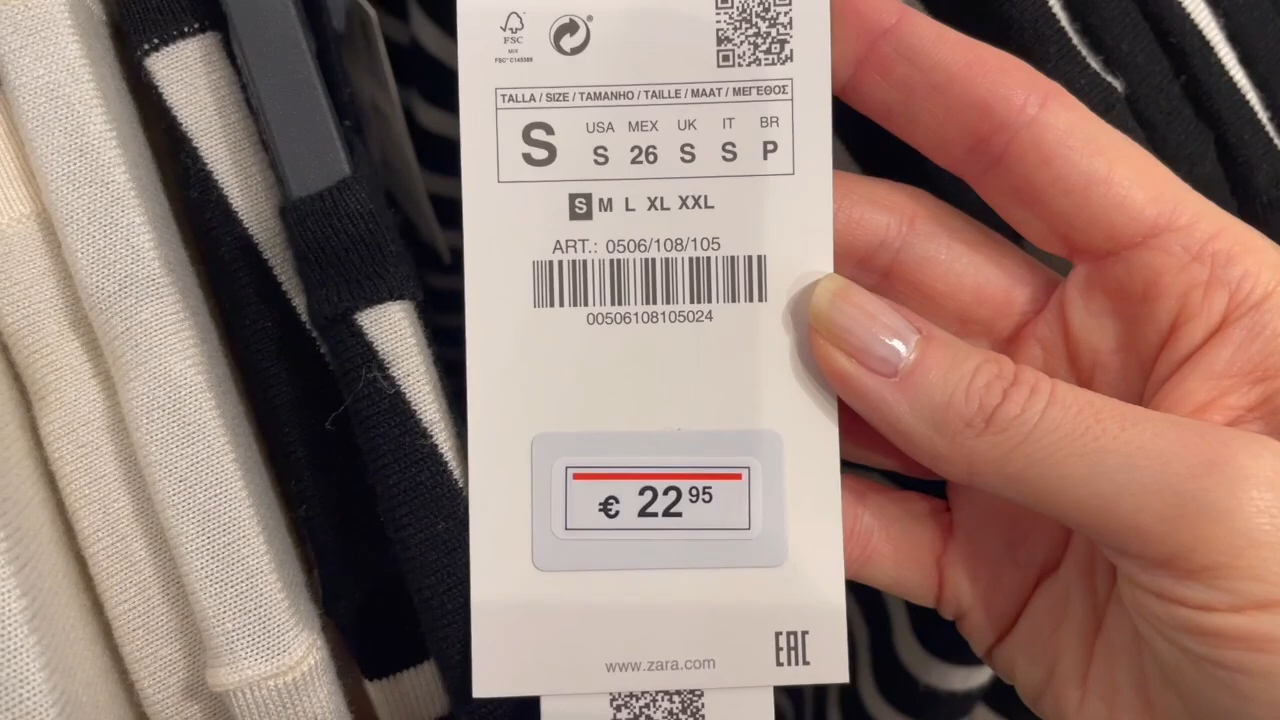 FSC
MIX
FSC® C149389
®
TALLA / SIZE / TAMANHO / TAILLE / MAAT / ΜΕΓΕΘΟΣ
S
USA MEX UK IT BR
S 26 S S P
S M L XL XXL
ART.: 0506/108/105
00506108105024
€ 22 95
www.zara.com
EAC